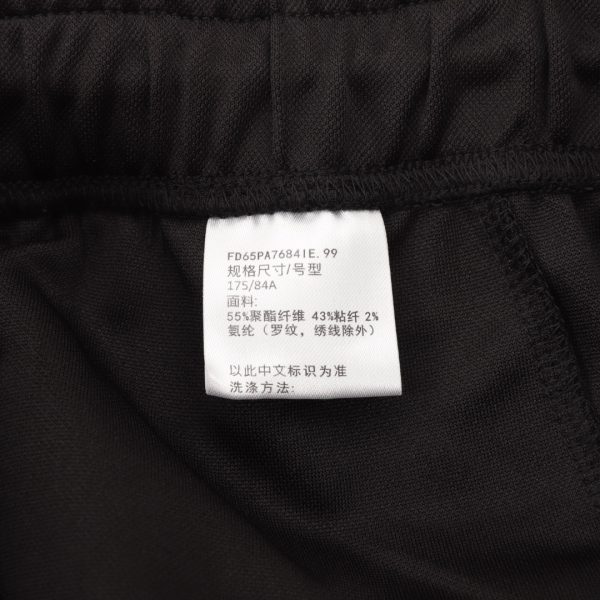 FD65PA7684IE.99
规格尺寸/号型
175/84A
面料:
55%聚酯纤维 43%粘纤 2%
氨纶（罗纹，绣线除外）
以此中文标识为准
洗涤方法: